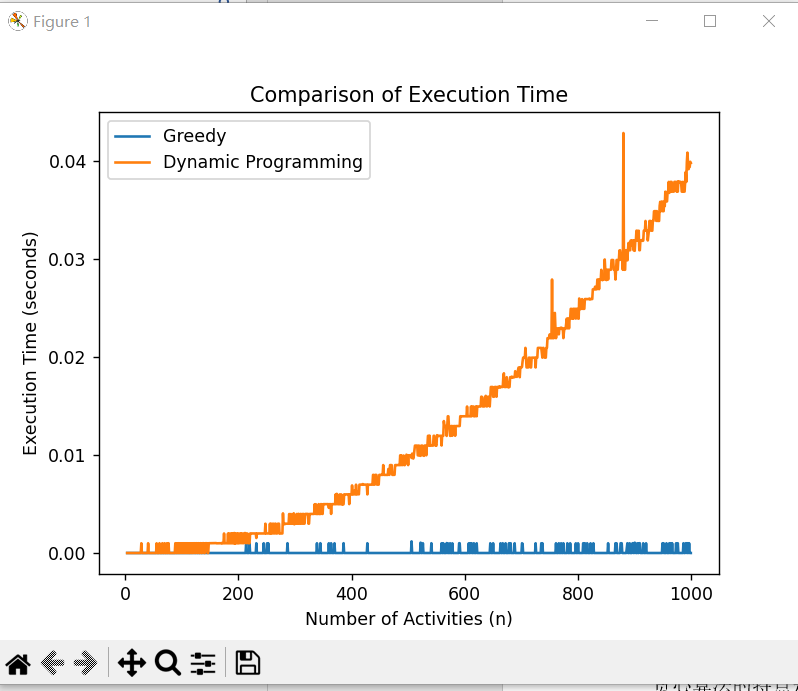 Figure 1
Comparison of Execution Time
Greedy
Dynamic Programming
Execution Time (seconds)
0.04
0.03
0.02
0.01
0.00
0
200
400
600
800
1000
Number of Activities (n)